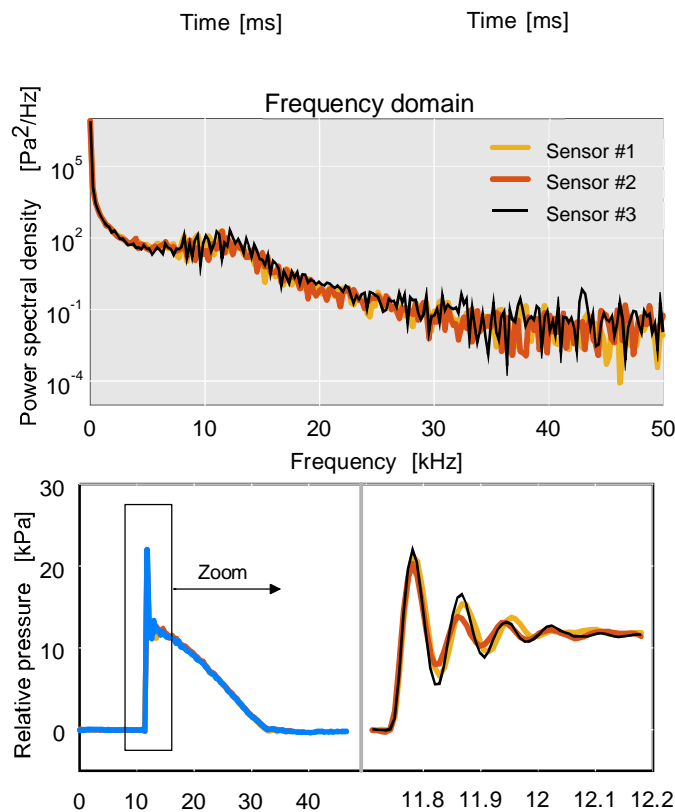 Time [ms] Time [ms]
Frequency domain
Power spectral density [Pa²/Hz]
10⁵
10²
10⁻¹
10⁻⁴
Sensor #1
Sensor #2
Sensor #3
0 10 20 30 40 50
Frequency [kHz]
Relative pressure [kPa]
30
20
10
0
Zoom
0 10 20 30 40
11.8 11.9 12 12.1 12.2